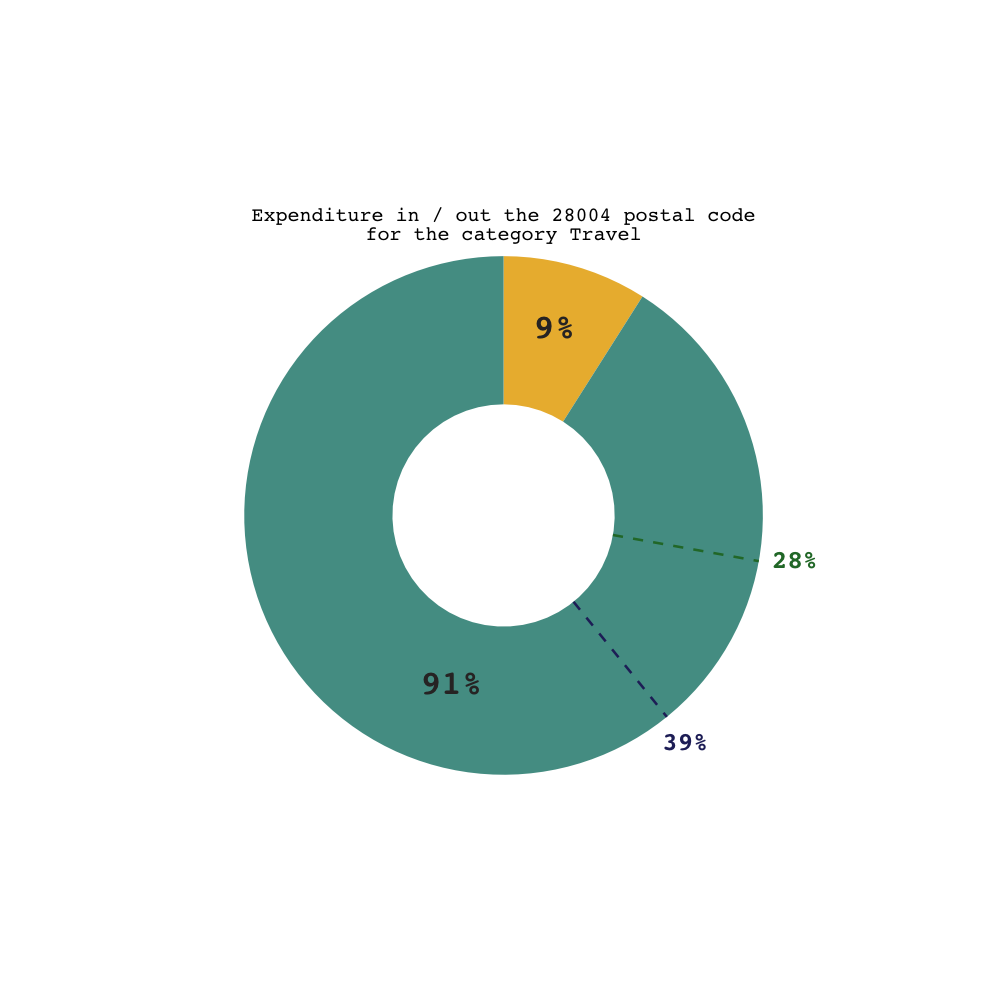 Expenditure in / out the 28004 postal code
for the category Travel
9%
28%
91%
39%